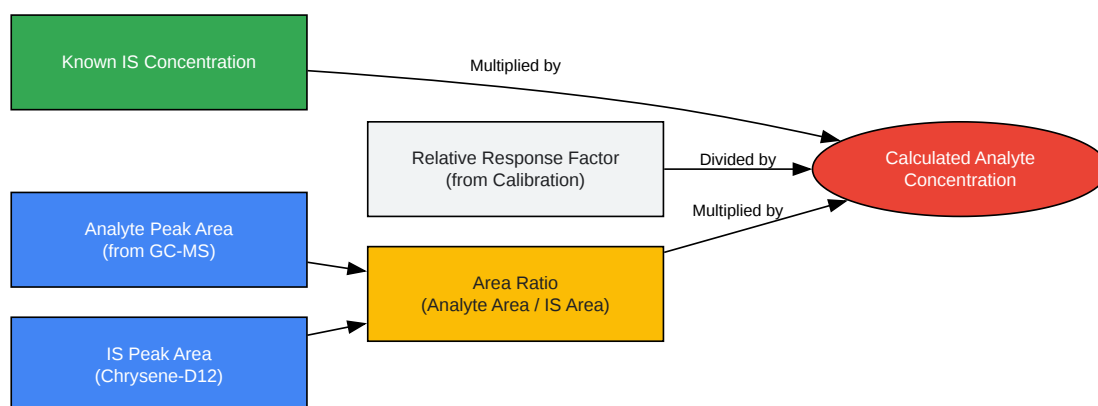 Known IS Concentration
Multiplied by
Relative Response Factor
(from Calibration)
Divided by
Calculated Analyte
Concentration
Analyte Peak Area
(from GC-MS)
Multiplied by
Area Ratio
(Analyte Area / IS Area)
IS Peak Area
(Chrysene-D12)